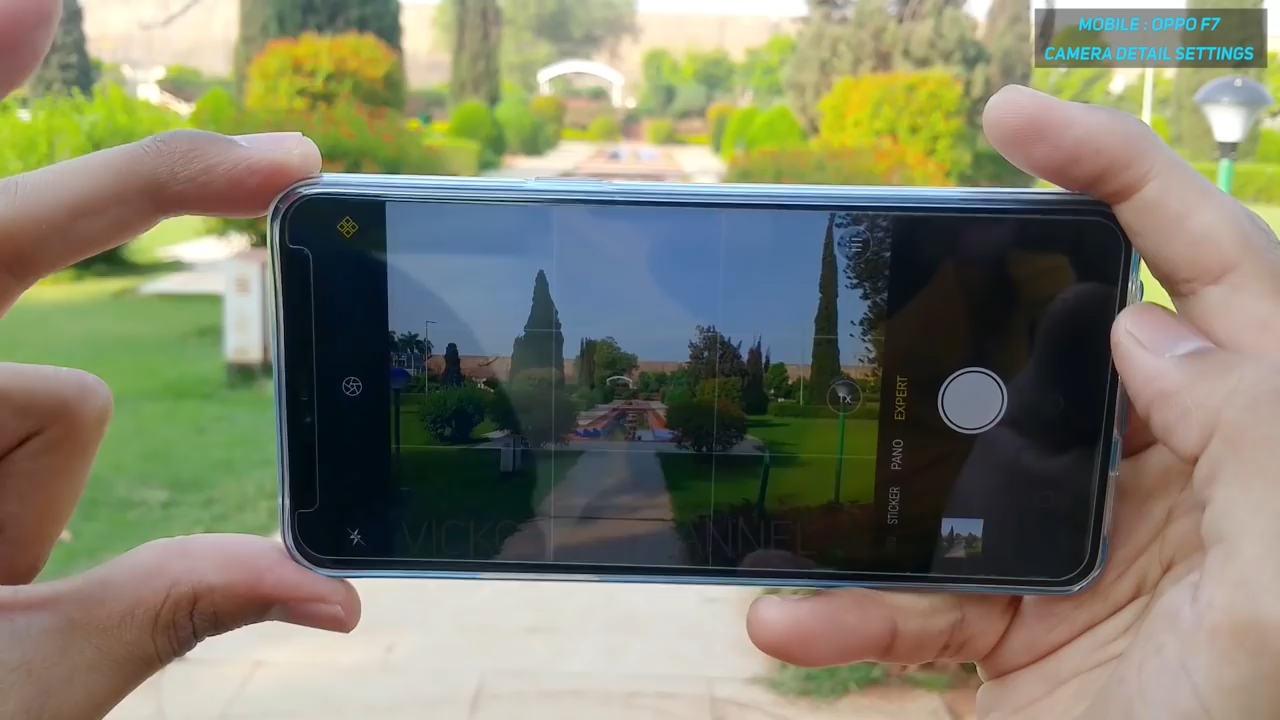 MOBILE : OPPO F7
CAMERA DETAIL SETTINGS
1X
EXPERT
PANO
STICKER